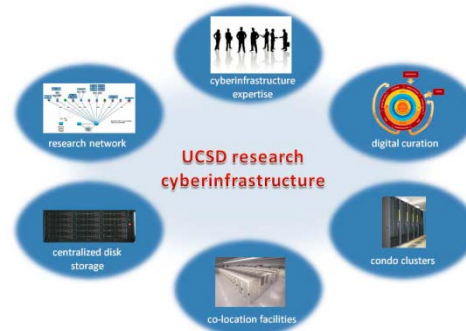 cyberinfrastructure
expertise
research network
digital curation
UCSD research
cyberinfrastructure
centralized disk
storage
condo clusters
co-location facilities